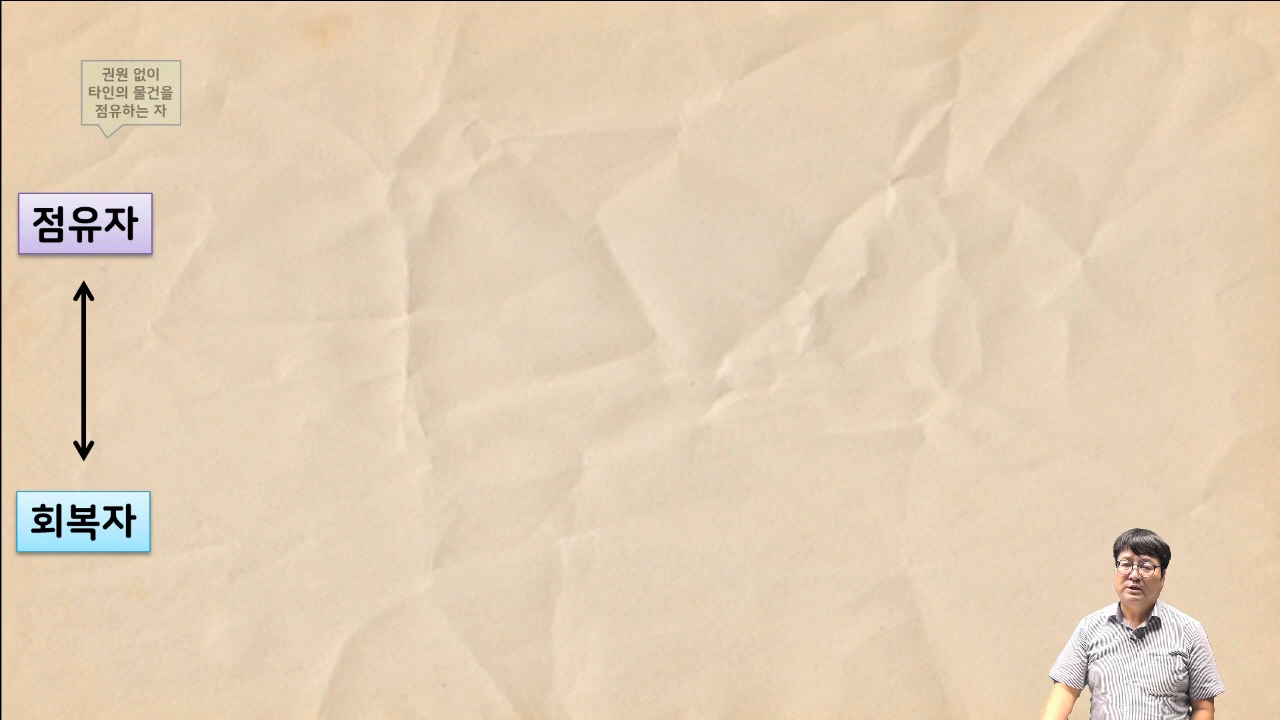 권원 없이
타인의 물건을
점유하는 자
점유자
회복자